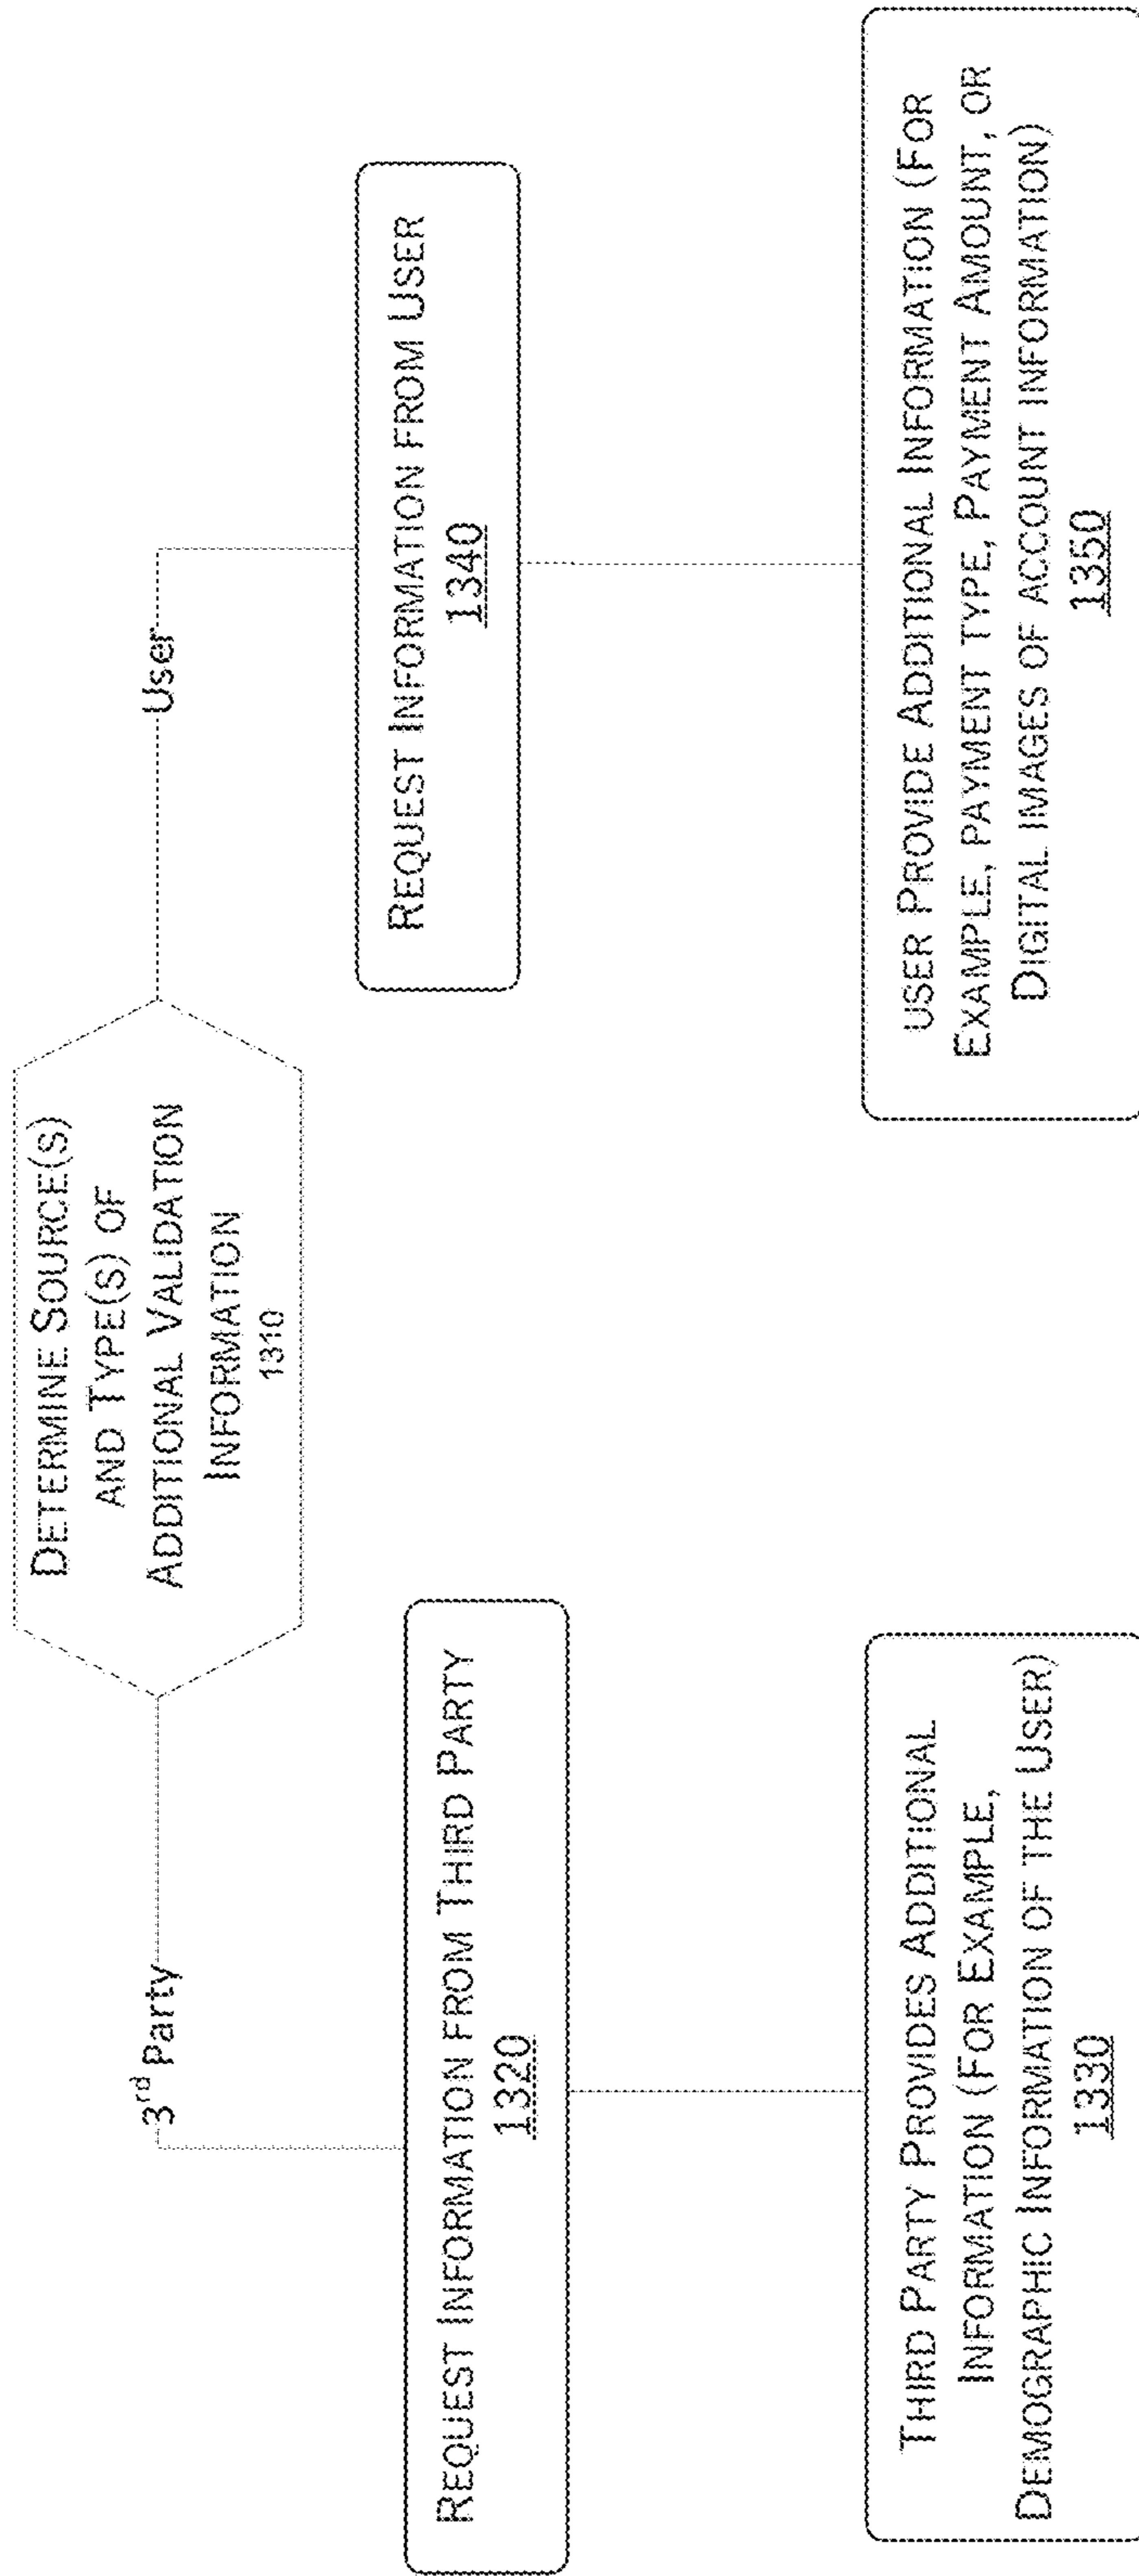 DETERMINE SOURCE(S)
AND TYPE(S) OF
ADDITIONAL VALIDATION
INFORMATION
1310
3rd Party
User
REQUEST INFORMATION FROM THIRD PARTY
1320
REQUEST INFORMATION FROM USER
1340
THIRD PARTY PROVIDES ADDITIONAL
INFORMATION (FOR EXAMPLE,
DEMOGRAPHIC INFORMATION OF THE USER)
1330
USER PROVIDE ADDITIONAL INFORMATION (FOR
EXAMPLE, PAYMENT TYPE, PAYMENT AMOUNT, OR
DIGITAL IMAGES OF ACCOUNT INFORMATION)
1350